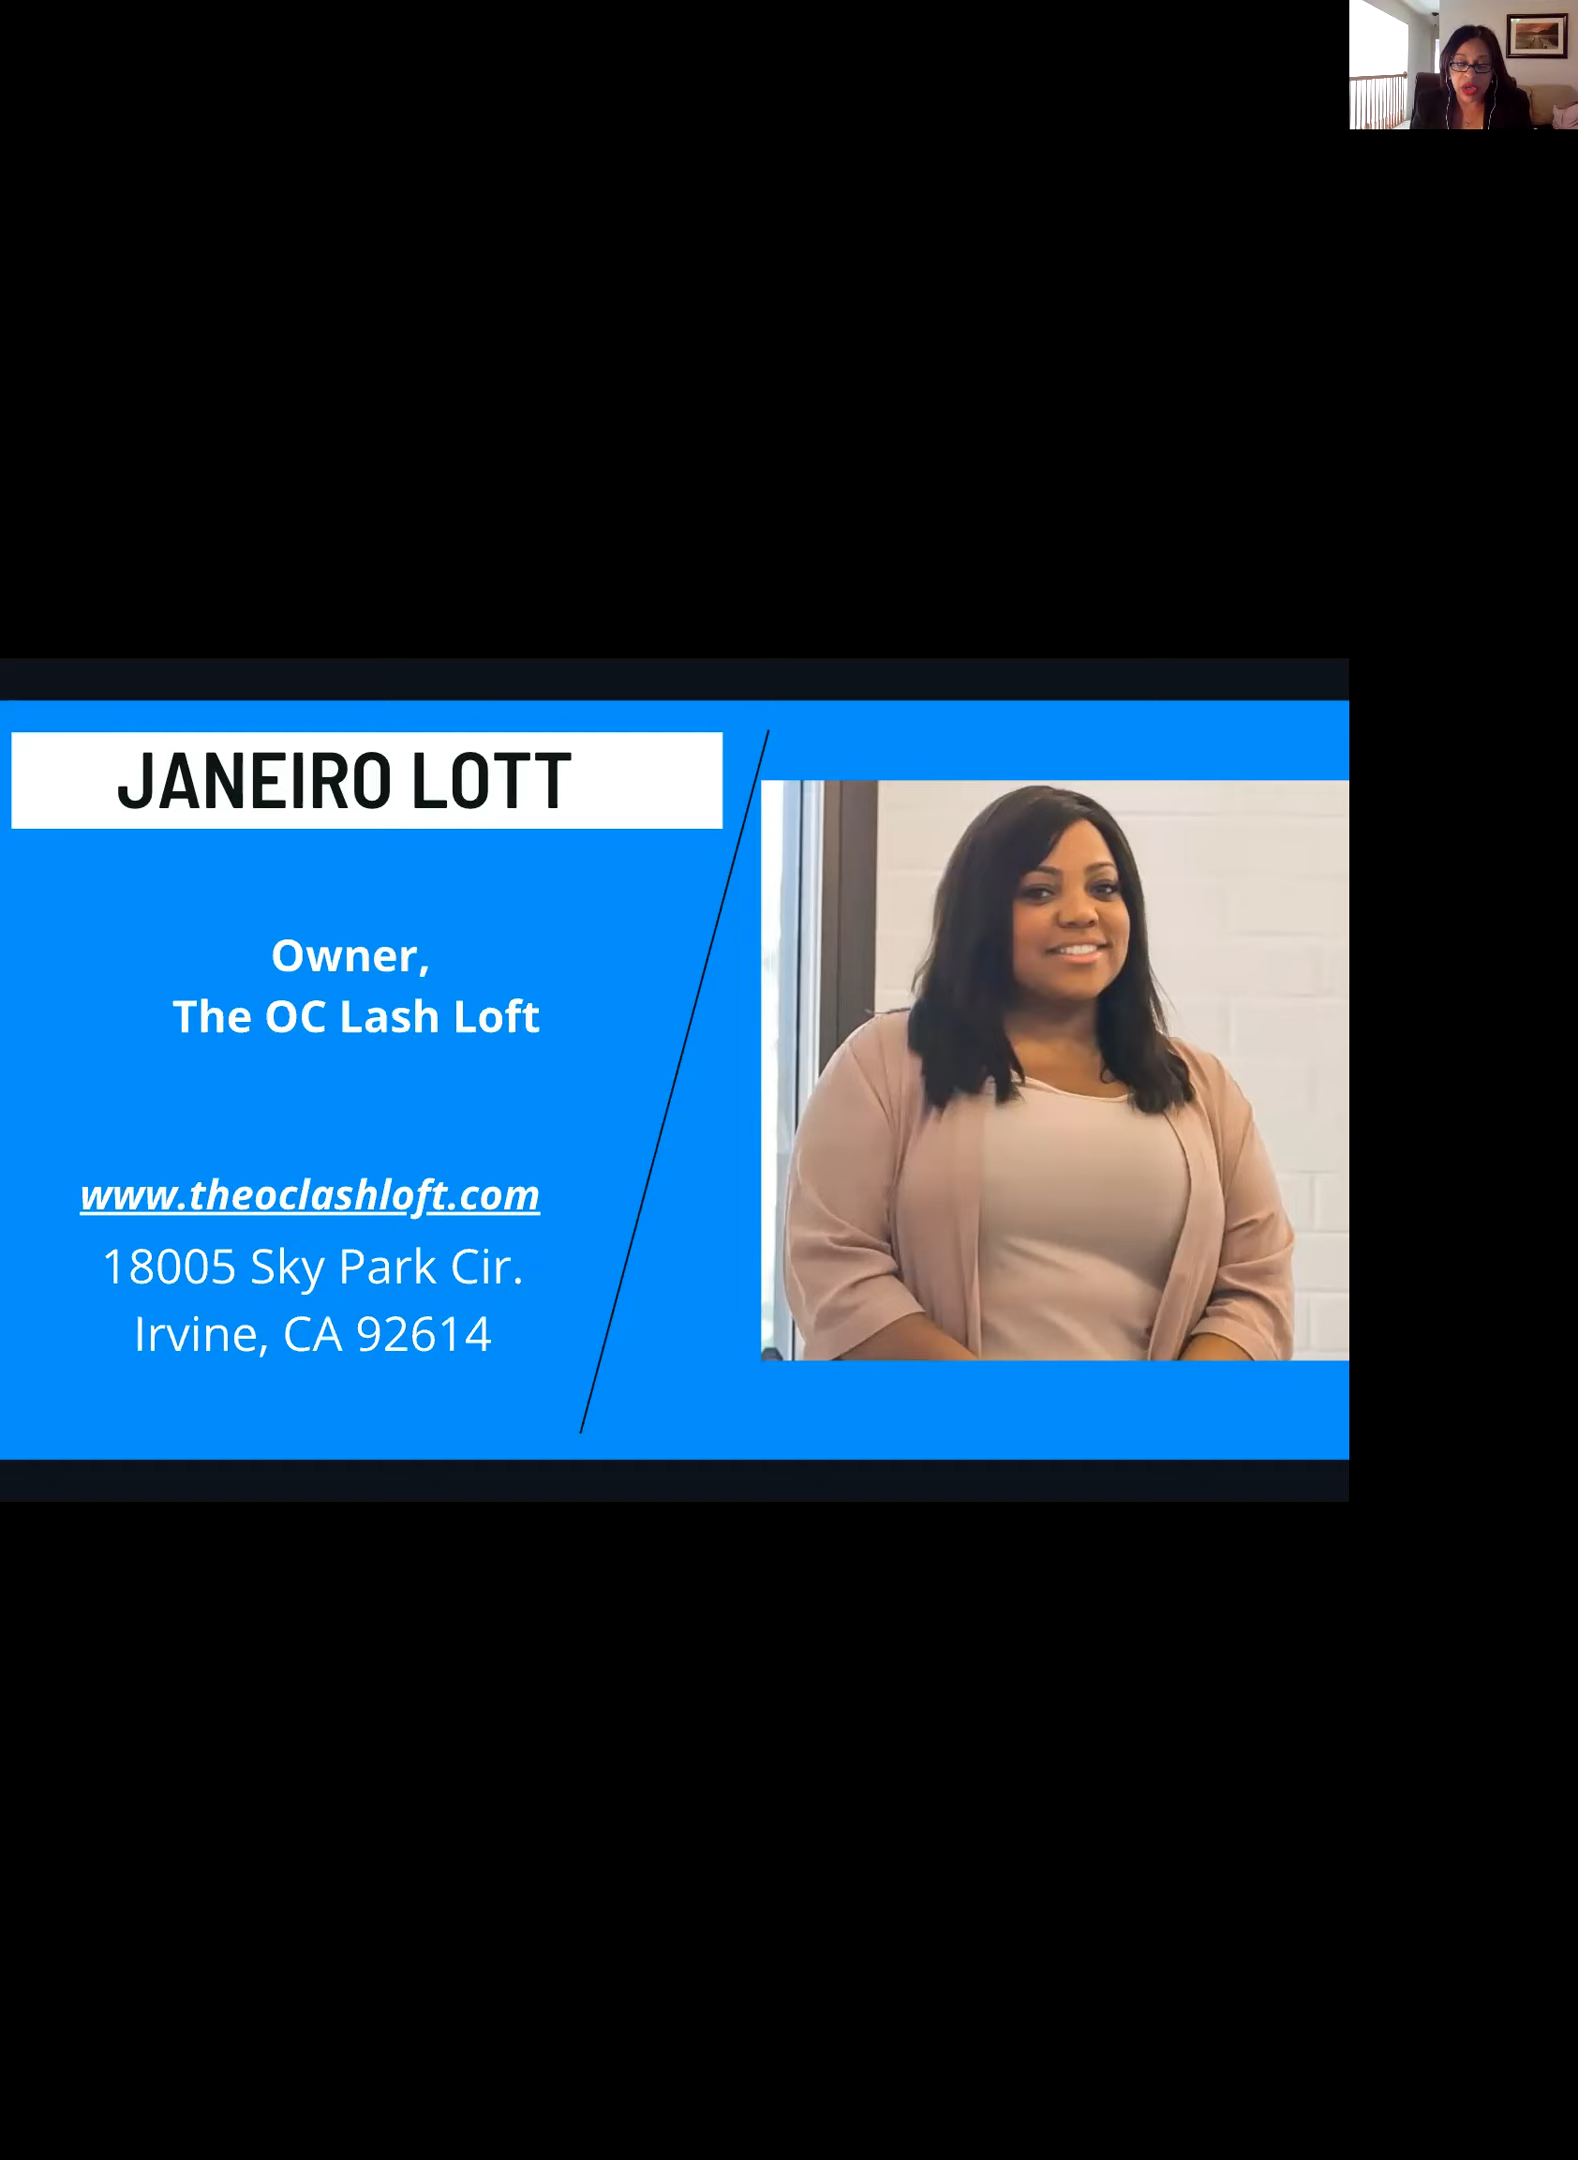 JANEIRO LOTT
Owner,
The OC Lash Loft
www.theoclashloft.com
18005 Sky Park Cir.
Irvine, CA 92614